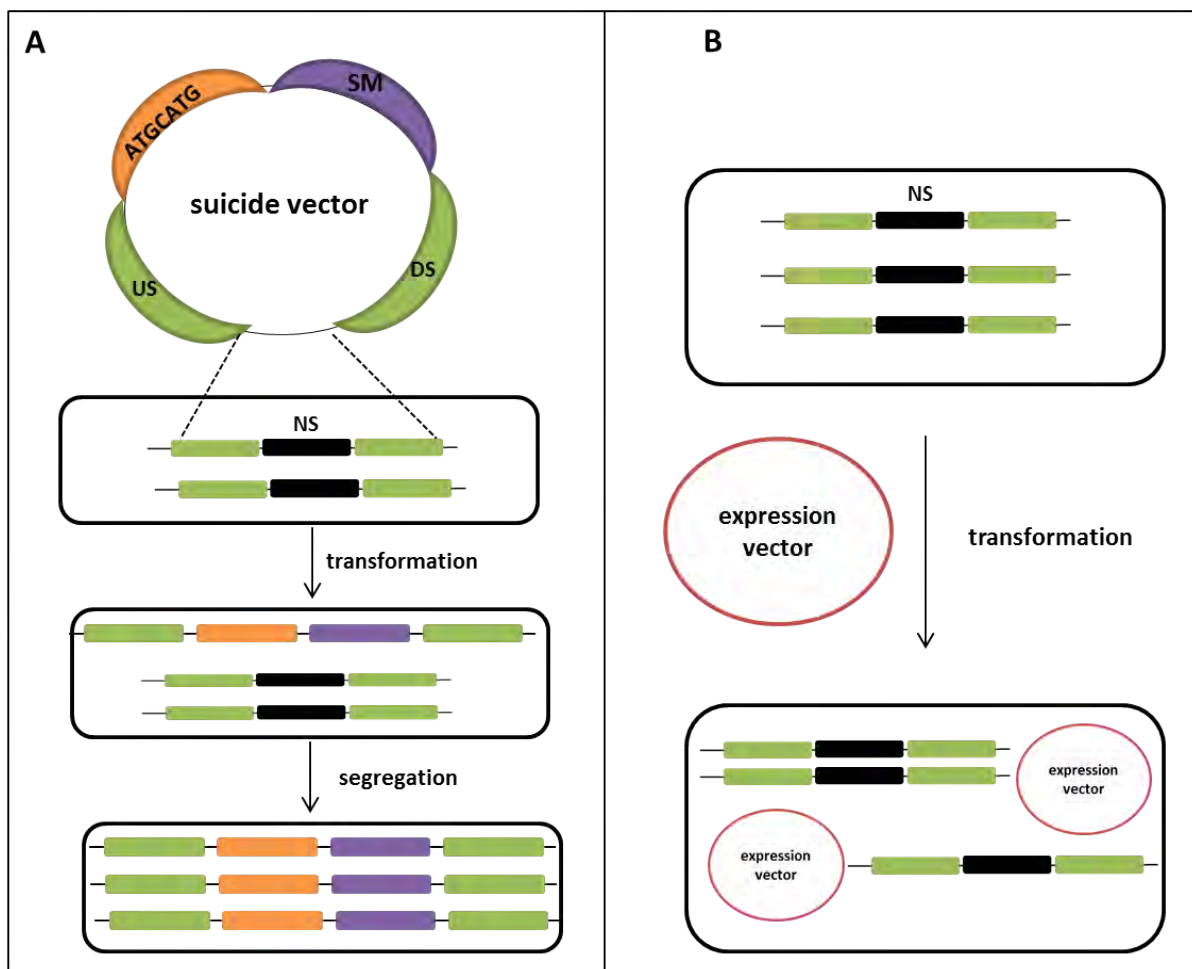 A
SM
ATGCATG
suicide vector
US
DS
NS
transformation
segregation
B
NS
expression
vector
transformation
expression
vector
expression
vector